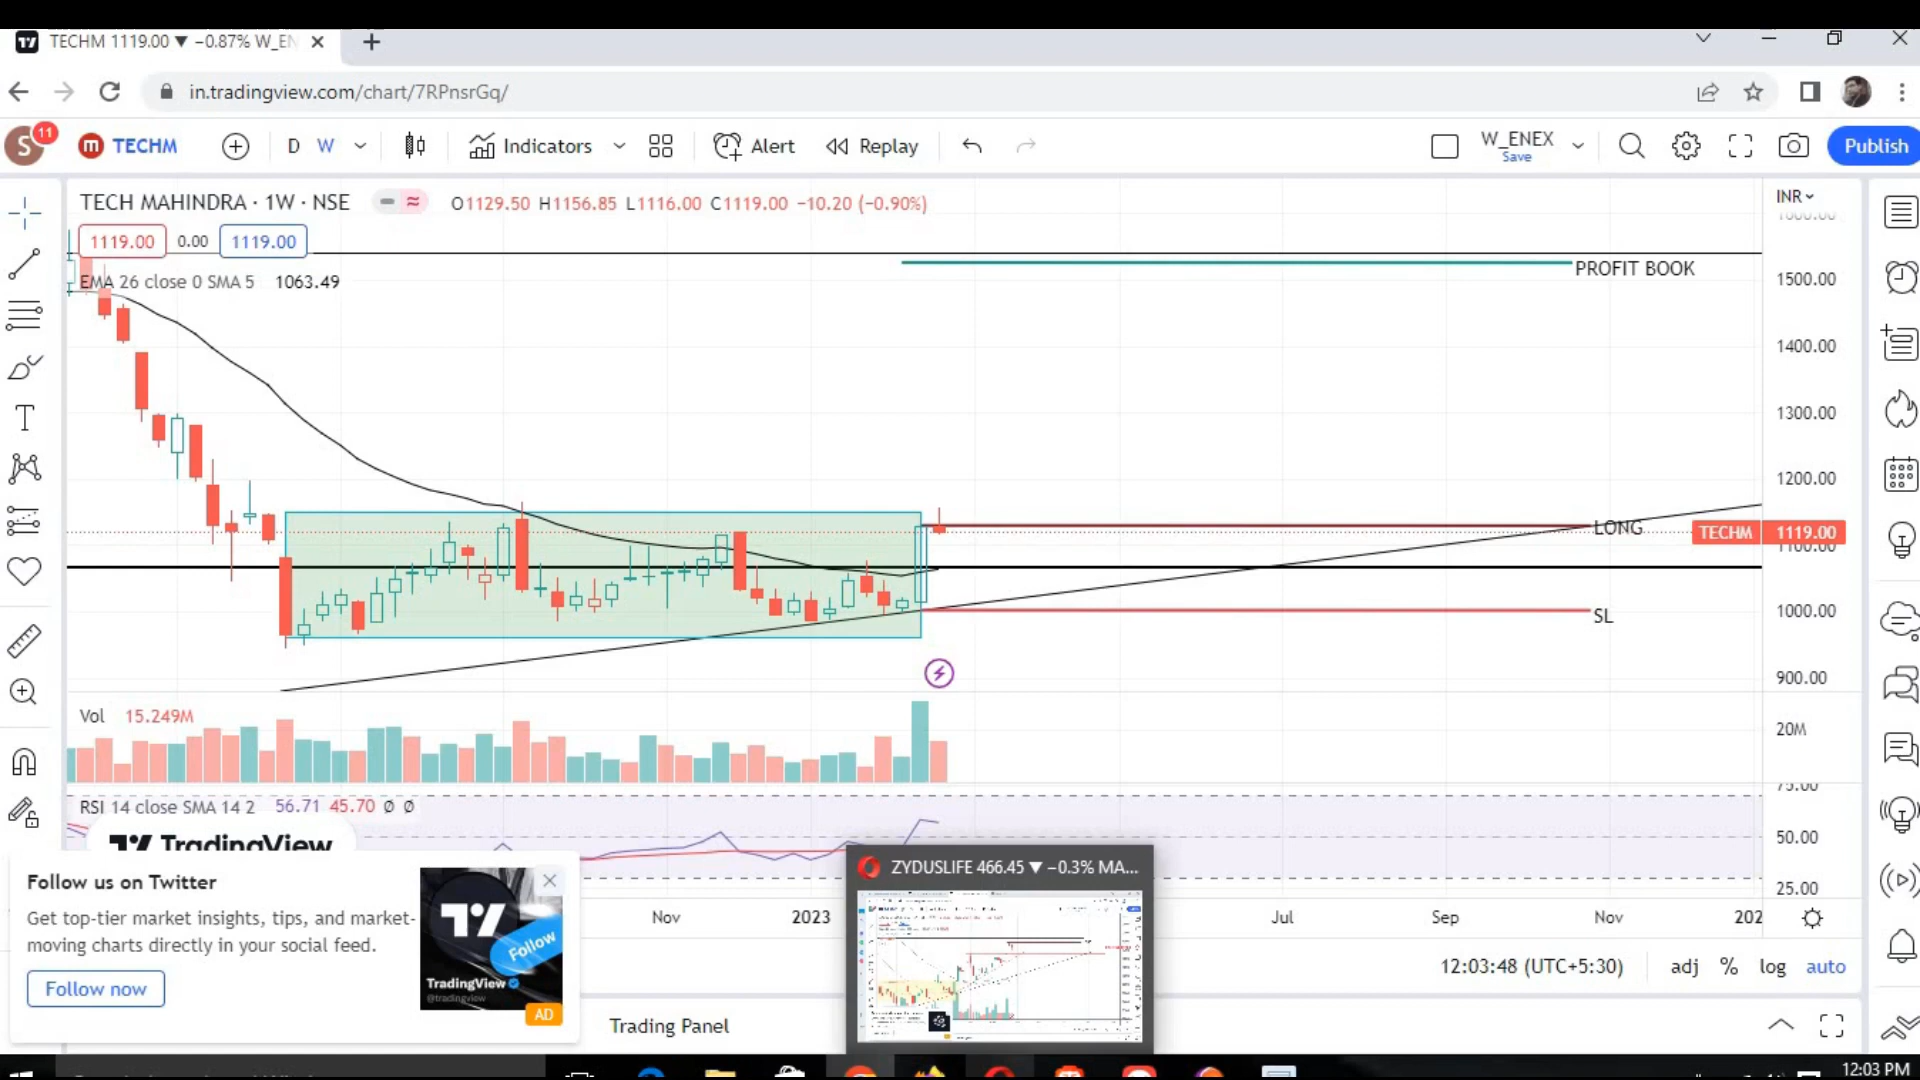 TECHM 1119.00 ▼ −0.87% W_EN
in.tradingview.com/chart/7RPnsrGq/
S 11 TECHM D W Indicators Alert Replay W_ENEX Save Publish
TECH MAHINDRA · 1W · NSE O1129.50 H1156.85 L1116.00 C1119.00 −10.20 (−0.90%) INR
1119.00 0.00 1119.00
EMA 26 close 0 SMA 5 1063.49
PROFIT BOOK
1500.00
1400.00
1300.00
1200.00
LONG
TECHM 1119.00
1100.00
1000.00
SL
900.00
Vol 15.249M
20M
75.00
RSI 14 close SMA 14 2 56.71 45.70 Ø Ø
TradingView
50.00
25.00
ZYDUSLIFE 466.45 ▼ −0.3% MA...
Follow us on Twitter
Get top-tier market insights, tips, and market-
moving charts directly in your social feed.
Follow now
Follow
TradingView
@tradingview
AD
Nov 2023 Jul Sep Nov 202
12:03:48 (UTC+5:30) adj % log auto
Trading Panel
12:03 PM